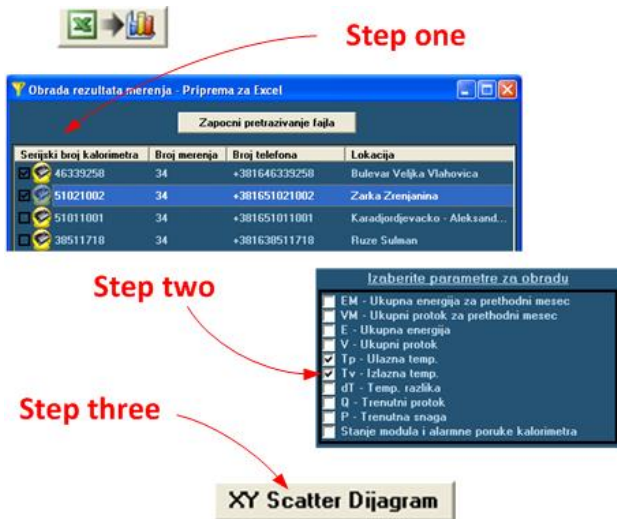 Step one
Obrada rezultata merenja - Priprema za Excel
Zapocni pretrazivanje fajla
Serijski broj kalorimetra Broj merenja Broj telefona Lokacija
46339258 34 +381646339258 Bulevar Veljka Vlahovica
51021002 34 +381651021002 Zarka Zrenjanina
51011001 34 +381651011001 Karadjordjevacko - Aleksand...
38511718 34 +381638511718 Ruze Sulman
Step two
Izaberite parametre za obradu
EM - Ukupna energija za prethodni mesec
VM - Ukupni protok za prethodni mesec
E - Ukupna energija
V - Ukupni protok
Tp - Ulazna temp.
Tv - Izlazna temp.
dT - Temp. razlika
Q - Trenutni protok
P - Trenutna snaga
Stanje modula i alarmne poruke kalorimetra
Step three
XY Scatter Dijagram